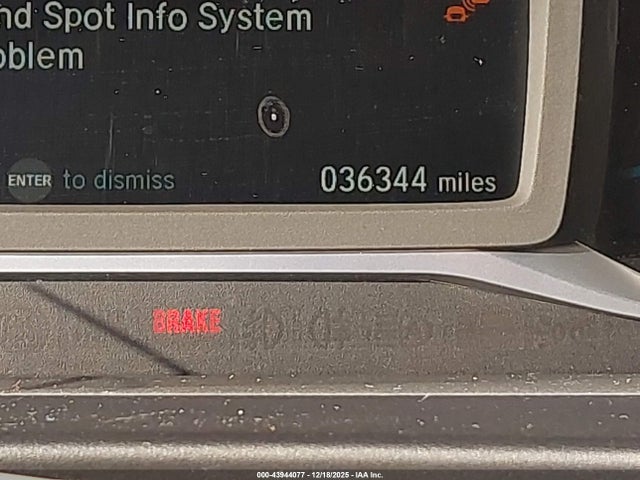 nd Spot Info System
oblem
ENTER to dismiss
036344 miles
BRAKE
000-43944077 - 12/18/2025 - IAA Inc.